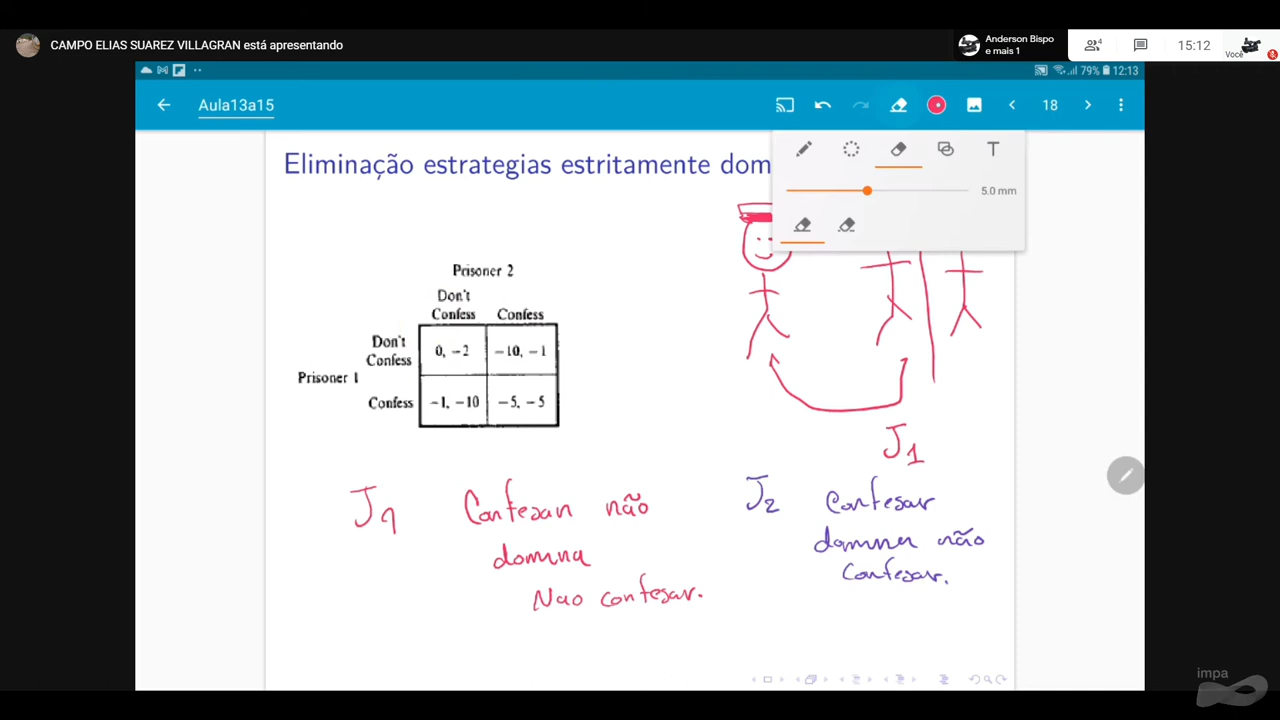 CAMPO ELIAS SUAREZ VILLAGRAN está apresentando
Anderson Bispo
e mais 1
4
15:12
Você
79% 12:13
Aula13a15
18
T
5.0 mm
Eliminação estrategias estritamente dom
Prisoner 2
Don't
Confess Confess
Don't
Confess
0, −2 −10, −1
Prisoner 1
Confess −1, −10 −5, −5
J1
J1 Confesar não
domina
Nao confesar.
J2 Confesar
domina não
Confesar.
impa